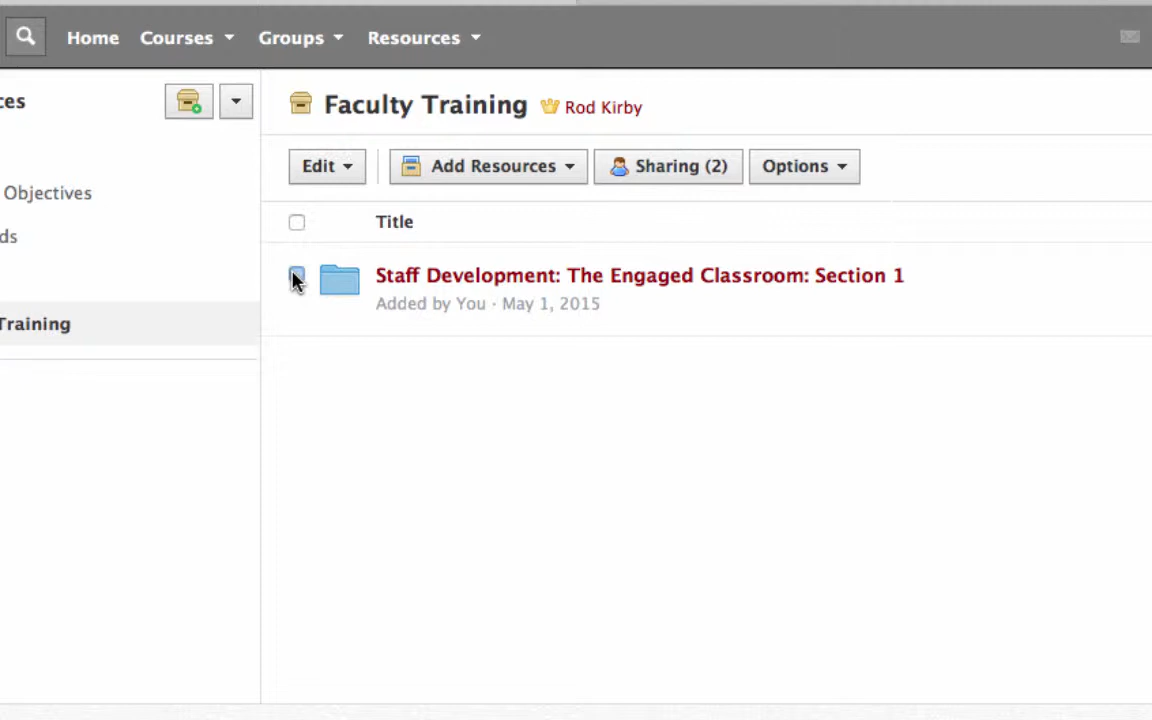 Home Courses Groups Resources
ces
Objectives
ds
Training
Faculty Training Rod Kirby
Edit Add Resources Sharing (2) Options
Title
Staff Development: The Engaged Classroom: Section 1
Added by You · May 1, 2015